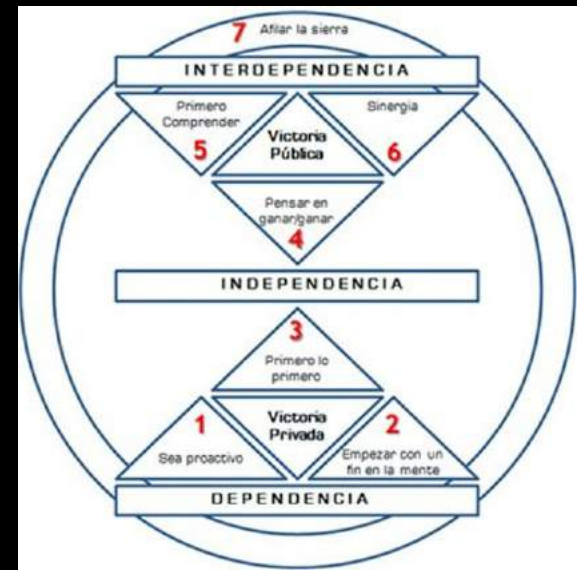 7 Afilar la sierra
INTERDEPENDENCIA
Primero
Comprender
5
Victoria
Pública
Sinergia
6
Pensar en
ganar/ganar
4
INDEPENDENCIA
3
Primero lo
primero
1
Sea proactivo
Victoria
Privada
2
Empezar con un
fin en la mente
DEPENDENCIA